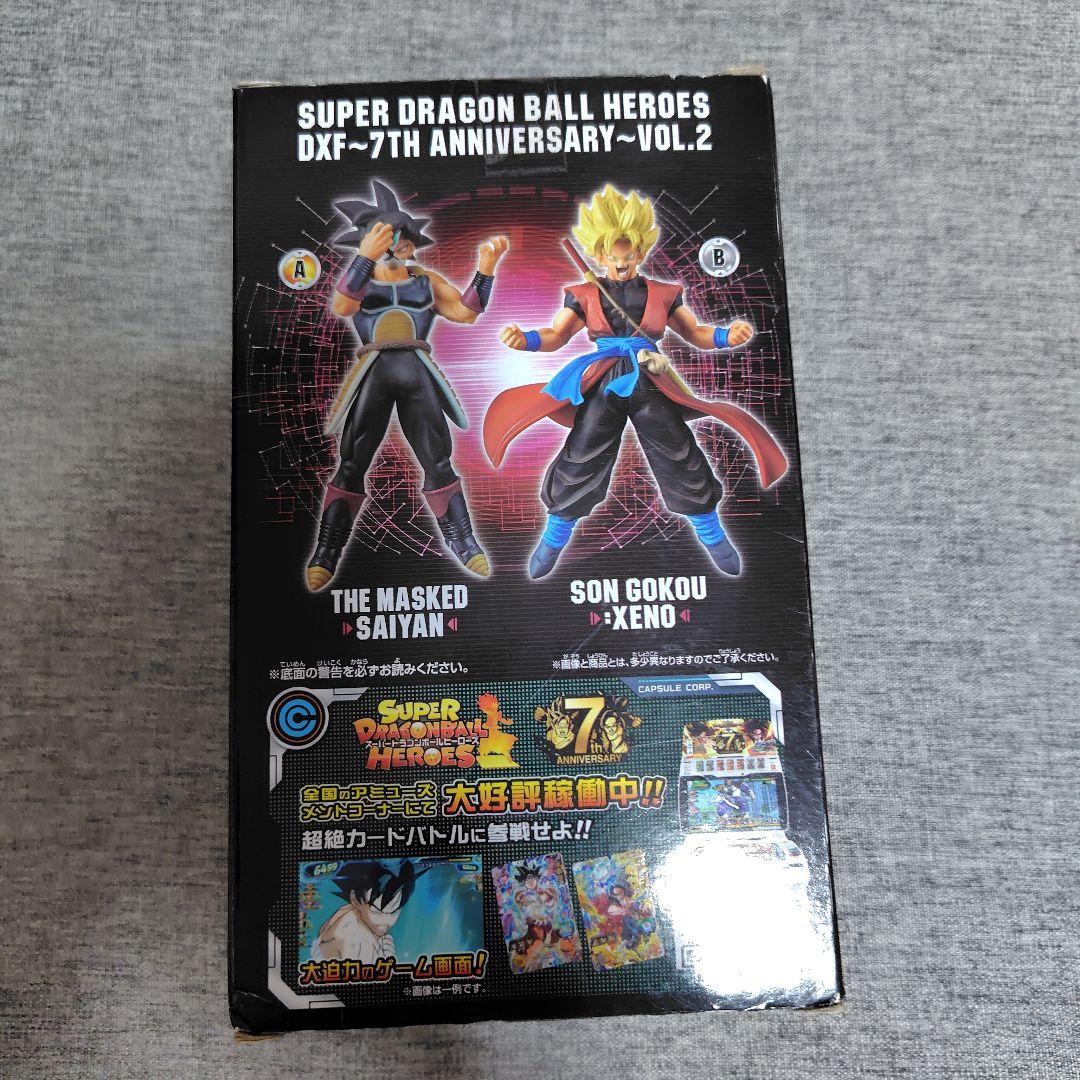 SUPER DRAGON BALL HEROES
DXF~7TH ANNIVERSARY~VOL.2
A
B
THE MASKED
SAIYAN
SON GOKOU
:XENO
※底面の警告を必ずお読みください。
※画像と商品とは、多少異なりますのでご了承ください。
CAPSULE CORP.
SUPER
DRAGONBALL
スーパードラゴンボールヒーローズ
HEROES
7th
ANNIVERSARY
全国のアミューズ
メントコーナーにて 大好評稼働中!!
超絶カードバトルに参戦せよ!!
大迫力のゲーム画面!
※画像は一例です。